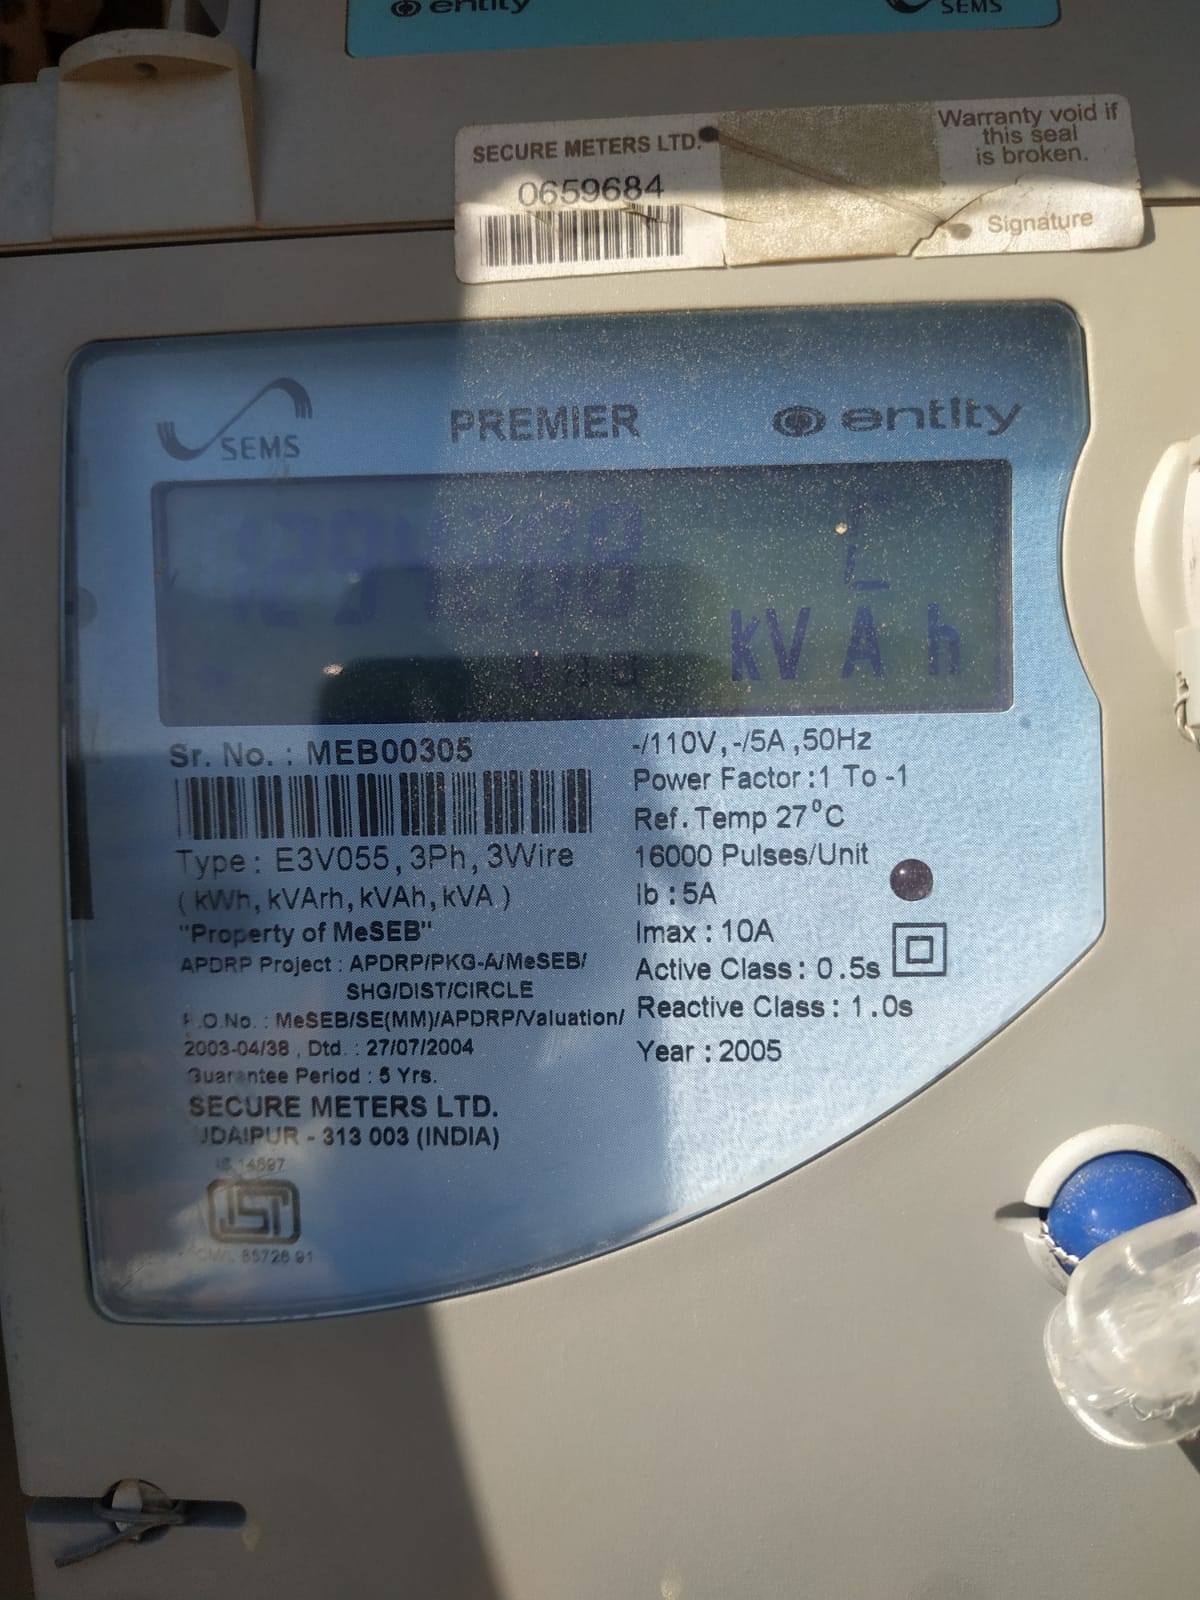 entity
SEMS
SECURE METERS LTD.
0659684
Warranty void if
this seal
is broken.
Signature
SEMS
PREMIER
entity
kVAh
Sr. No. : MEB00305
Type : E3V055, 3Ph, 3Wire
( kWh, kVArh, kVAh, kVA )
"Property of MeSEB"
APDRP Project : APDRP/PKG-A/MeSEB/
SHG/DIST/CIRCLE
P.O.No. : MeSEB/SE(MM)/APDRP/Valuation/
2003-04/38 , Dtd. : 27/07/2004
Guarantee Period : 5 Yrs.
SECURE METERS LTD.
UDAIPUR - 313 003 (INDIA)
IS 14697
ISI
-/110V, -/5A ,50Hz
Power Factor :1 To -1
Ref. Temp 27°C
16000 Pulses/Unit
Ib : 5A
Imax : 10A
Active Class : 0.5s
Reactive Class : 1.0s
Year : 2005